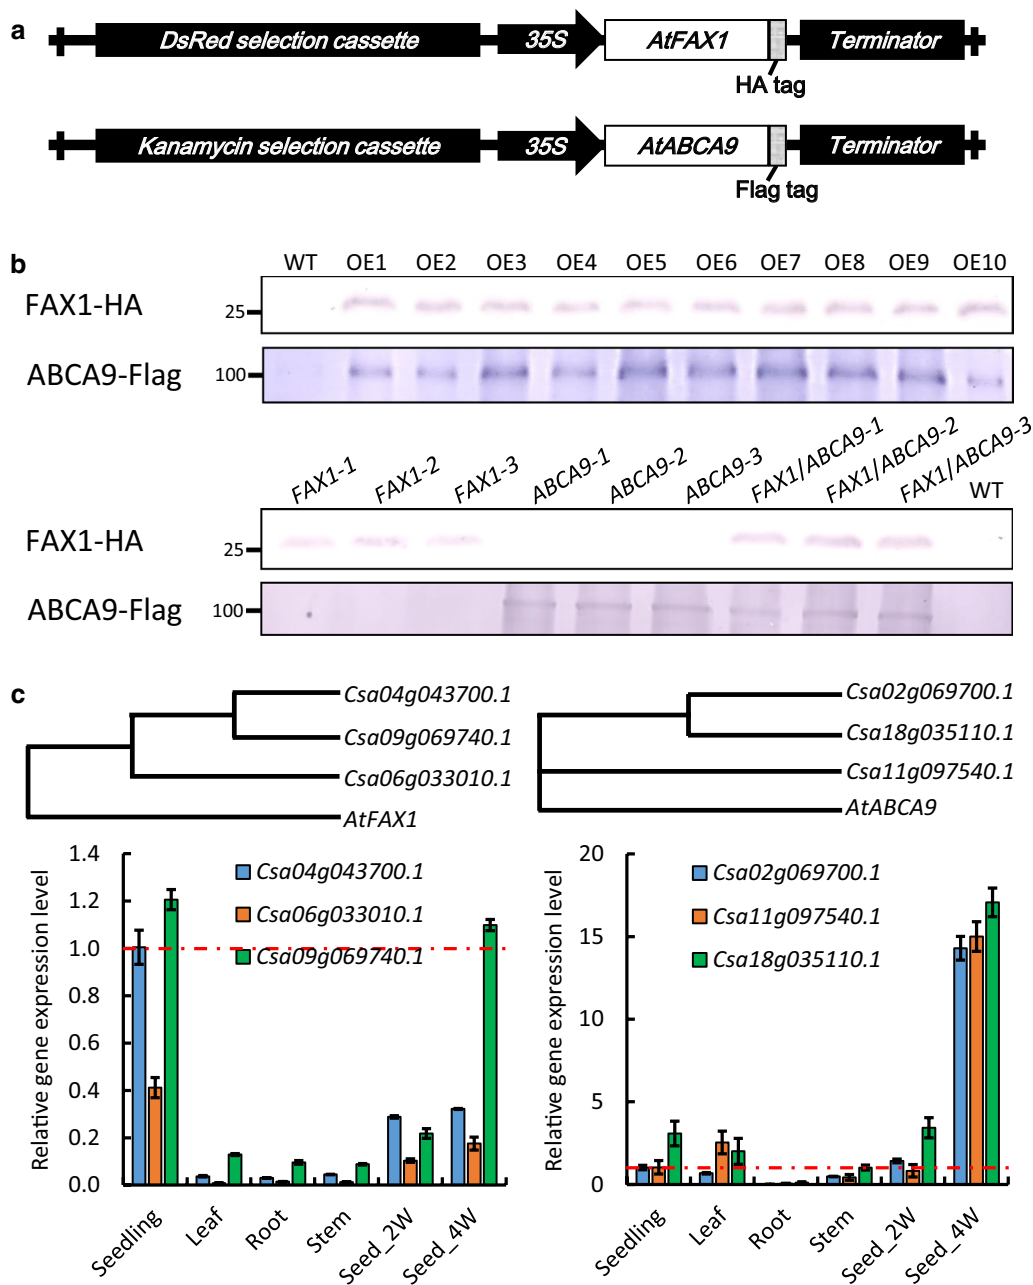 a
DsRed selection cassette 35S AtFAX1 Terminator
HA tag
Kanamycin selection cassette 35S AtABCA9 Terminator
Flag tag
b
WT OE1 OE2 OE3 OE4 OE5 OE6 OE7 OE8 OE9 OE10
FAX1-HA 25
ABCA9-Flag 100
FAX1-1 FAX1-2 FAX1-3 ABCA9-1 ABCA9-2 ABCA9-3 FAX1/ABCA9-1 FAX1/ABCA9-2 FAX1/ABCA9-3 WT
FAX1-HA 25
ABCA9-Flag 100
c
Csa04g043700.1
Csa09g069740.1
Csa06g033010.1
AtFAX1
Csa02g069700.1
Csa18g035110.1
Csa11g097540.1
AtABCA9
Relative gene expression level
1.4
1.2
1.0
0.8
0.6
0.4
0.2
0.0
Csa04g043700.1
Csa06g033010.1
Csa09g069740.1
Seedling Leaf Root Stem Seed_2W Seed_4W
Relative gene expression level
20
15
10
5
0
Csa02g069700.1
Csa11g097540.1
Csa18g035110.1
Seedling Leaf Root Stem Seed_2W Seed_4W